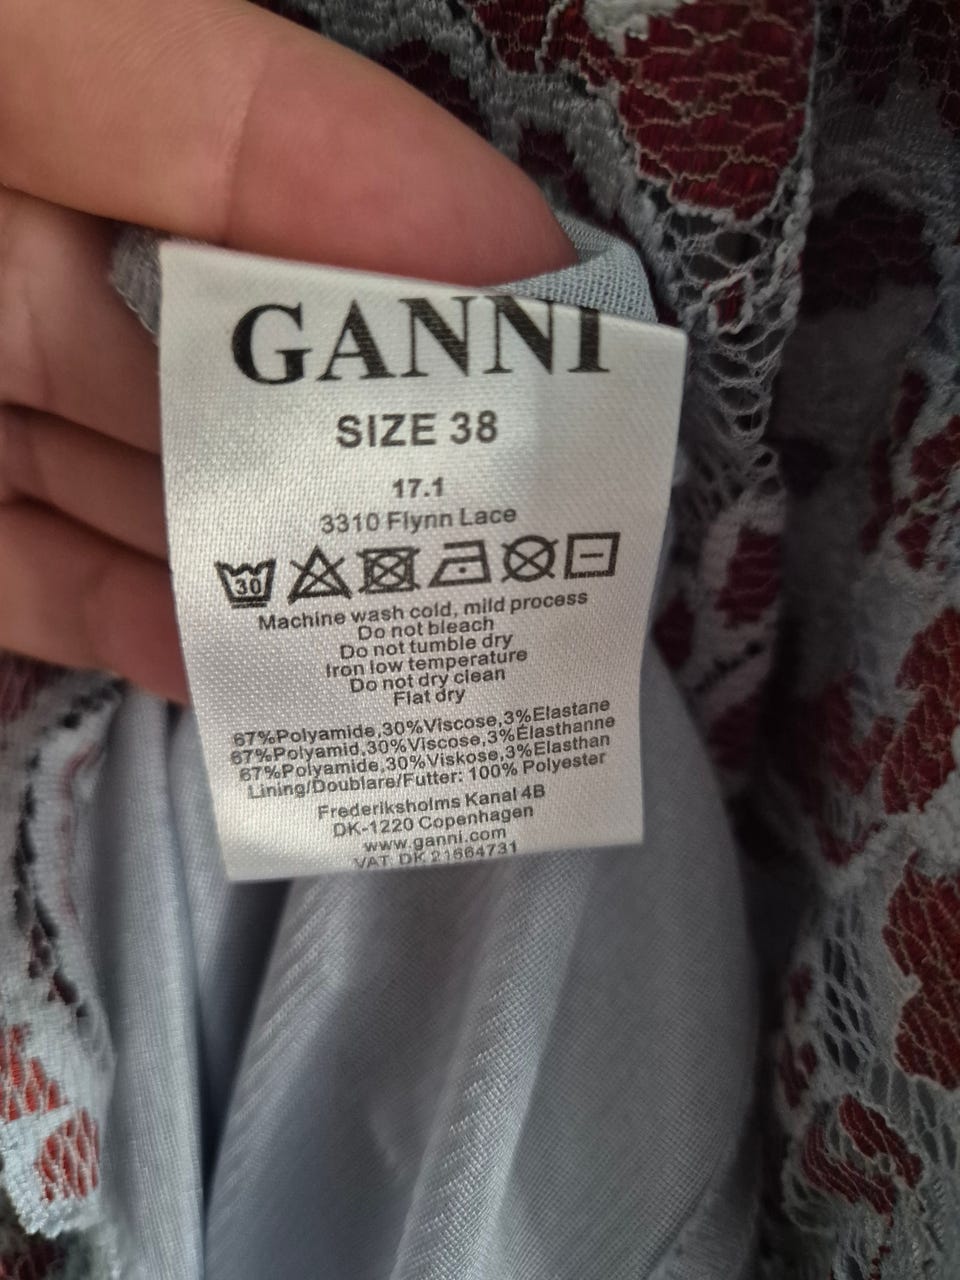 GANNI
SIZE 38
17.1
3310 Flynn Lace
30
Machine wash cold, mild process
Do not bleach
Do not tumble dry
Iron low temperature
Do not dry clean
Flat dry
67%Polyamide,30%Viscose,3%Elastane
67%Polyamid,30%Viscose,3%Élasthanne
67%Polyamide,30%Viskose,3%Elasthan
Lining/Doublare/Futter: 100% Polyester
Frederiksholms Kanal 4B
DK-1220 Copenhagen
www.ganni.com
VAT: DK 21664731